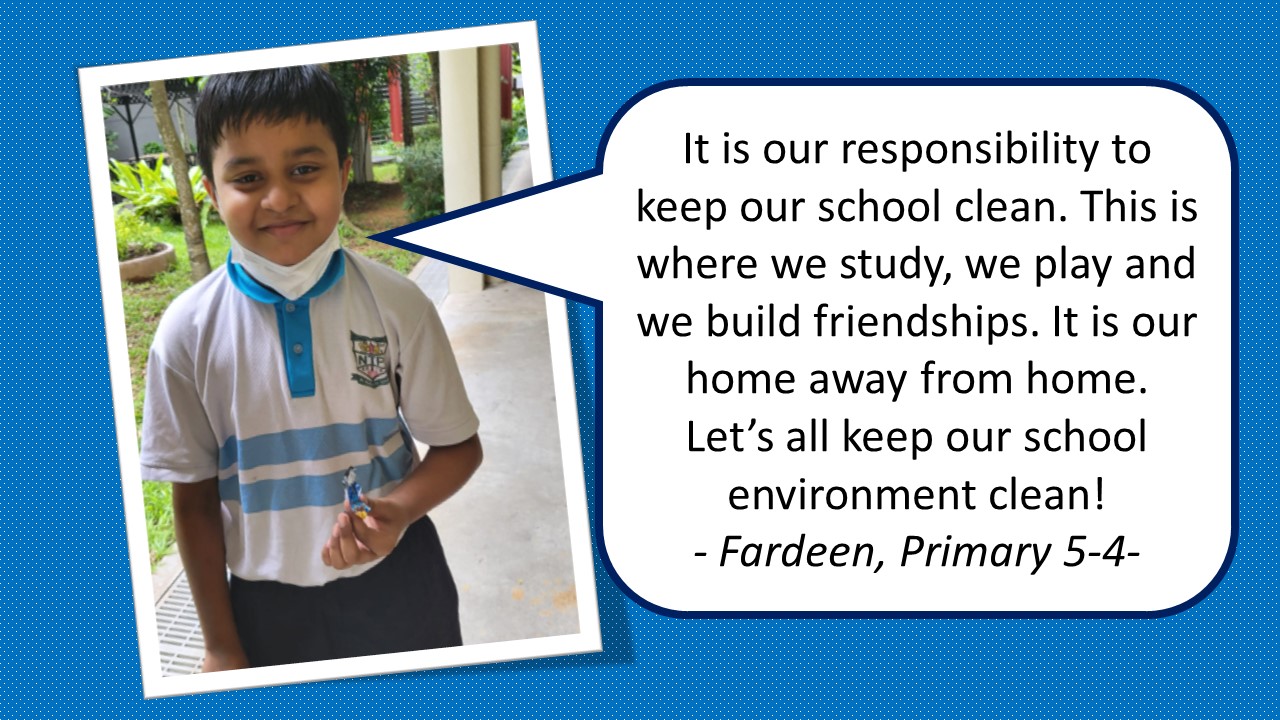 It is our responsibility to
keep our school clean. This is
where we study, we play and
we build friendships. It is our
home away from home.
Let’s all keep our school
environment clean!
- Fardeen, Primary 5-4-